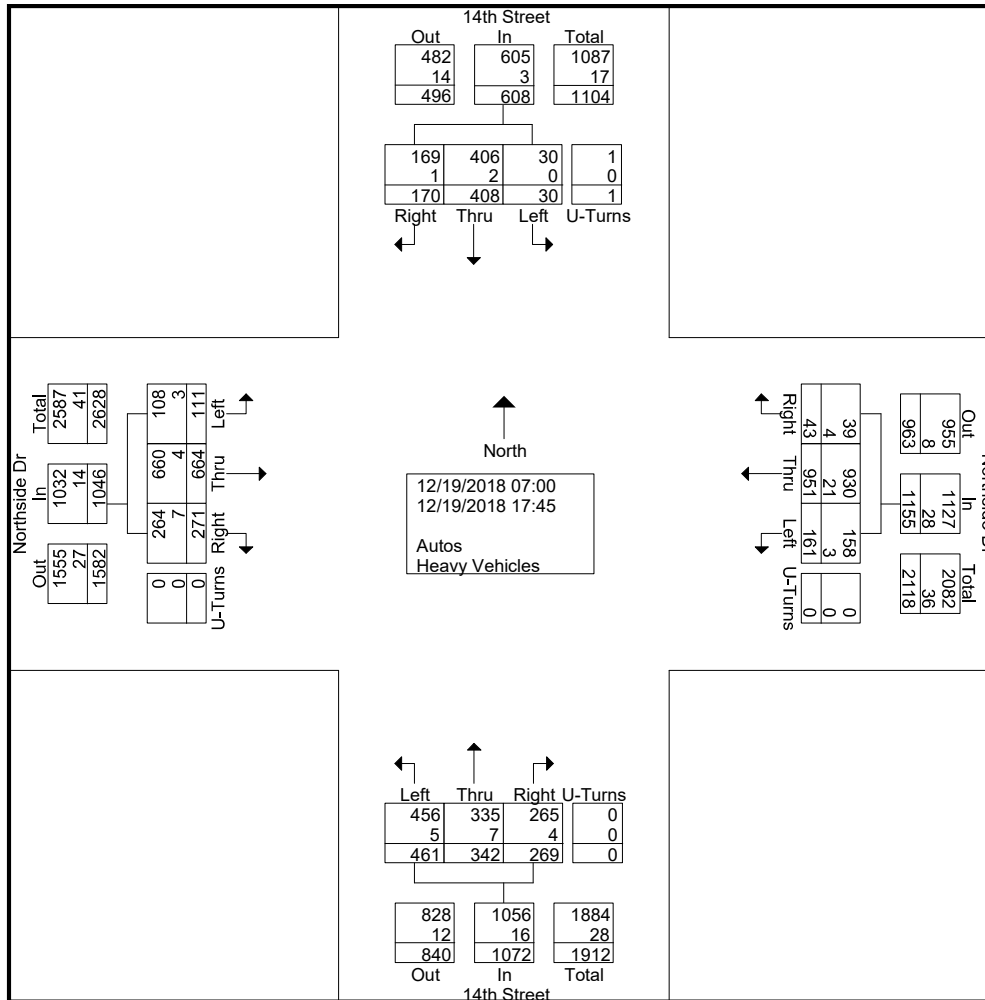 14th Street
Out In Total
482 605 1087
14 3 17
496 608 1104
169 406 30 1
1 2 0 0
170 408 30 1
Right Thru Left U-Turns
Northside Dr
Total In Out
2587 1032 1555
41 14 27
2628 1046 1582
108 660 264 0
3 4 7 0
111 664 271 0
Left Thru Right U-Turns
North
12/19/2018 07:00
12/19/2018 17:45
Autos
Heavy Vehicles
Right Thru Left U-Turns
39 930 158 0
4 21 3 0
43 951 161 0
Out In Total
955 1127 2082
8 28 36
963 1155 2118
Northside Dr
Left Thru Right U-Turns
456 335 265 0
5 7 4 0
461 342 269 0
828 1056 1884
12 16 28
840 1072 1912
Out In Total
14th Street